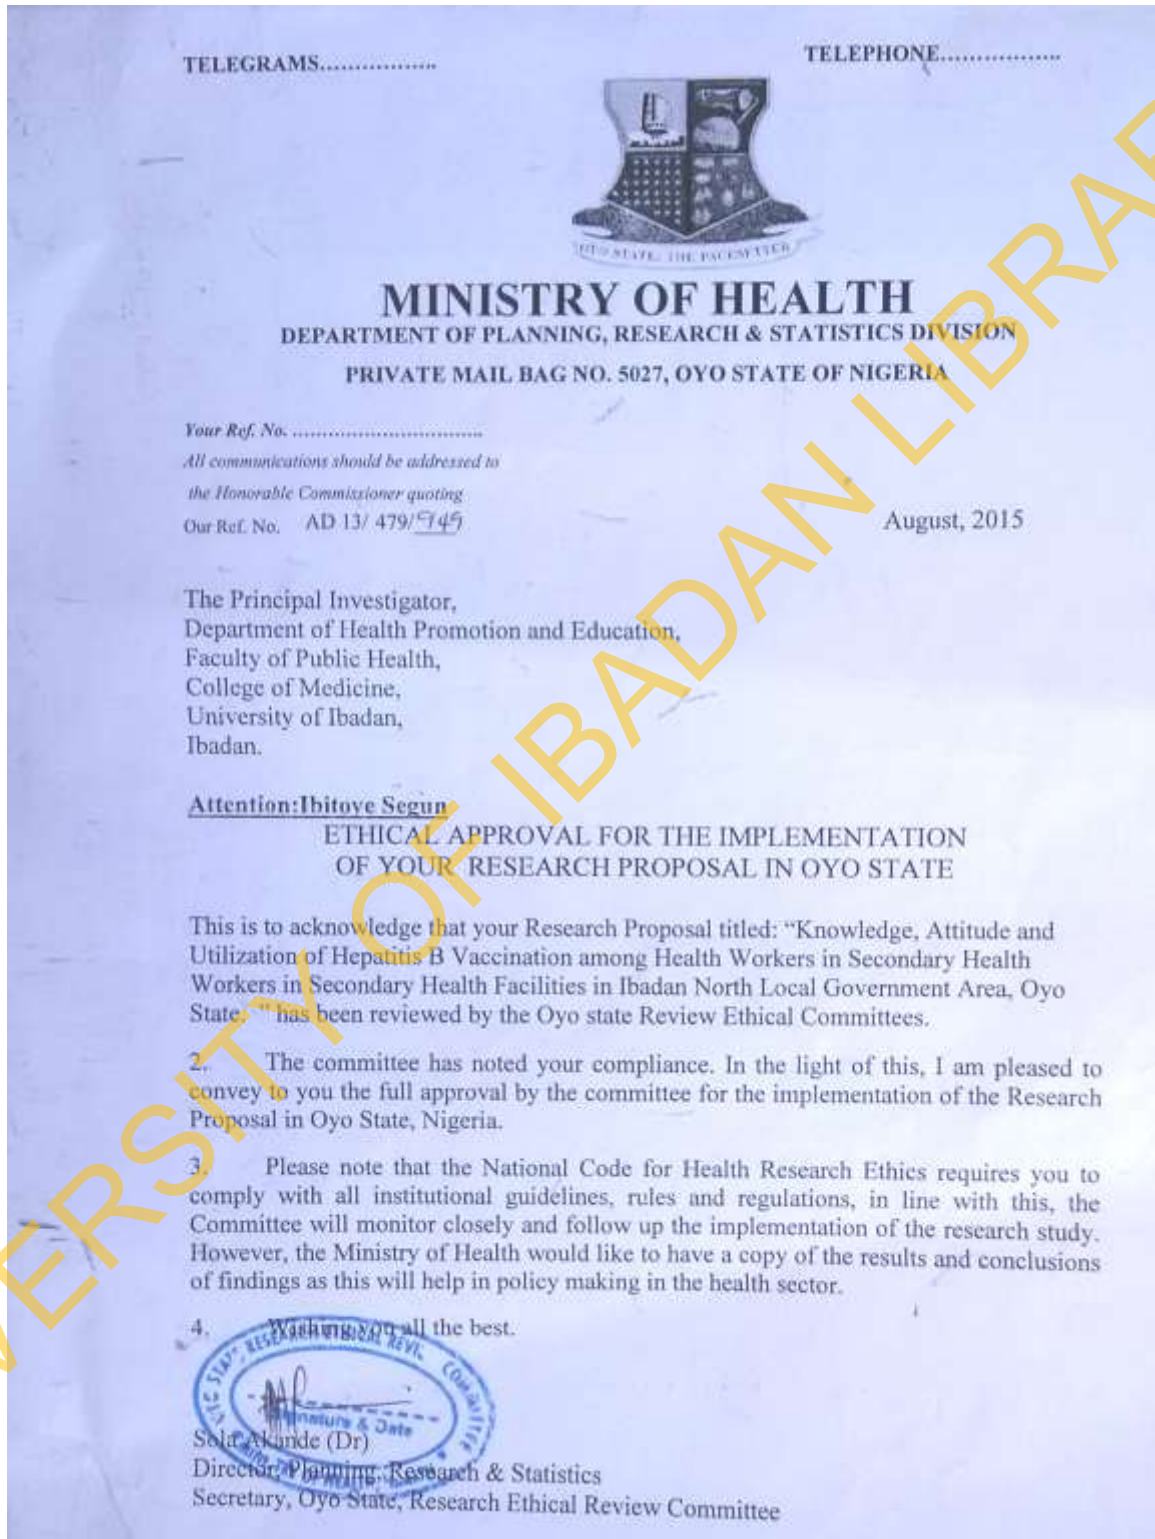 TELEGRAMS.................
TELEPHONE.................
OYO STATE, THE PACESETTER
MINISTRY OF HEALTH
DEPARTMENT OF PLANNING, RESEARCH & STATISTICS DIVISION
PRIVATE MAIL BAG NO. 5027, OYO STATE OF NIGERIA
Your Ref. No. ................................
All communications should be addressed to
the Honorable Commissioner quoting
Our Ref. No. AD 13/ 479/
August, 2015
The Principal Investigator,
Department of Health Promotion and Education,
Faculty of Public Health,
College of Medicine,
University of Ibadan,
Ibadan.
Attention:Ibitoye Segun
ETHICAL APPROVAL FOR THE IMPLEMENTATION
OF YOUR RESEARCH PROPOSAL IN OYO STATE
This is to acknowledge that your Research Proposal titled: “Knowledge, Attitude and
Utilization of Hepatitis B Vaccination among Health Workers in Secondary Health
Workers in Secondary Health Facilities in Ibadan North Local Government Area, Oyo
State. ” has been reviewed by the Oyo state Review Ethical Committees.
2. The committee has noted your compliance. In the light of this, I am pleased to
convey to you the full approval by the committee for the implementation of the Research
Proposal in Oyo State, Nigeria.
3. Please note that the National Code for Health Research Ethics requires you to
comply with all institutional guidelines, rules and regulations, in line with this, the
Committee will monitor closely and follow up the implementation of the research study.
However, the Ministry of Health would like to have a copy of the results and conclusions
of findings as this will help in policy making in the health sector.
4. Wishing you all the best.
Signature & Date
Sola Akande (Dr)
Director, Planning, Research & Statistics
Secretary, Oyo State, Research Ethical Review Committee
VERSITY OF IBADAN LIBRAR